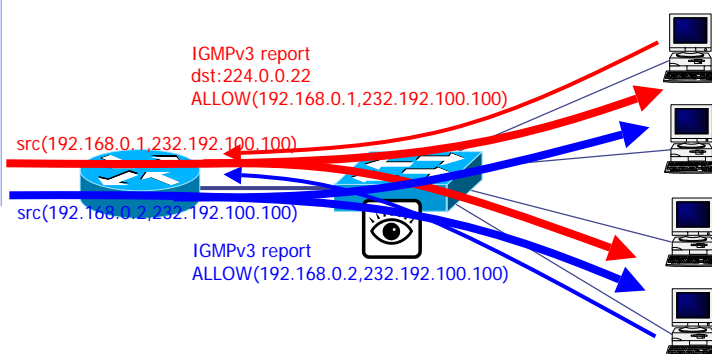 IGMPv3 report
dst:224.0.0.22
ALLOW(192.168.0.1,232.192.100.100)
src(192.168.0.1,232.192.100.100)
src(192.168.0.2,232.192.100.100)
IGMPv3 report
ALLOW(192.168.0.2,232.192.100.100)